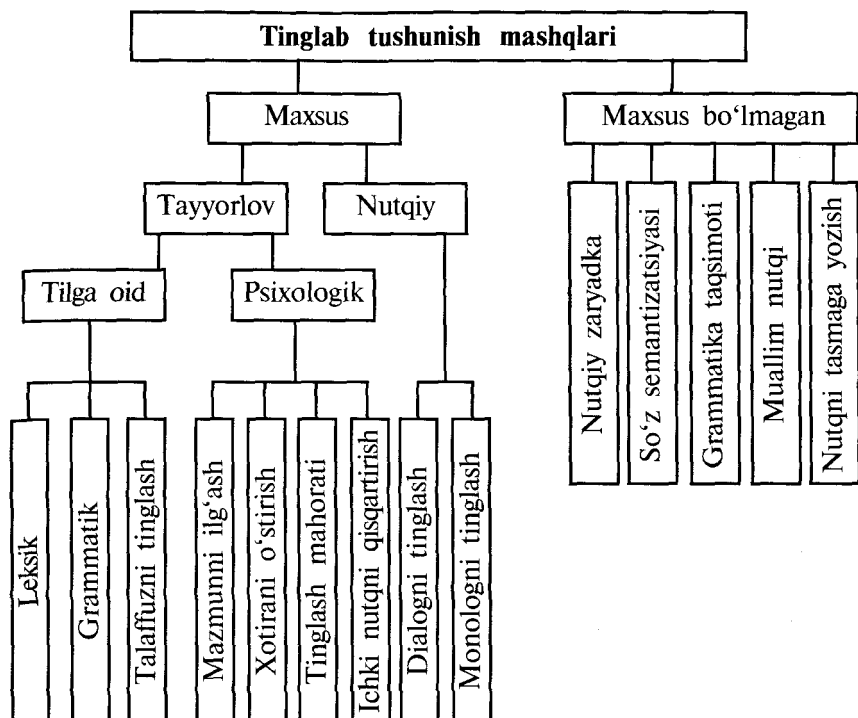 Tinglab tushunish mashqlari
Maxsus
Maxsus bo‘lmagan
Tayyorlov
Nutqiy
Tilga oid
Psixologik
Leksik
Grammatik
Talaffuzni tinglash
Mazmunni ilg‘ash
Xotirani o‘stirish
Tinglash mahorati
Ichki nutqni qisqartirish
Dialogni tinglash
Monologni tinglash
Nutqiy zaryadka
So‘z semantizatsiyasi
Grammatika taqsimoti
Muallim nutqi
Nutqni tasmaga yozish